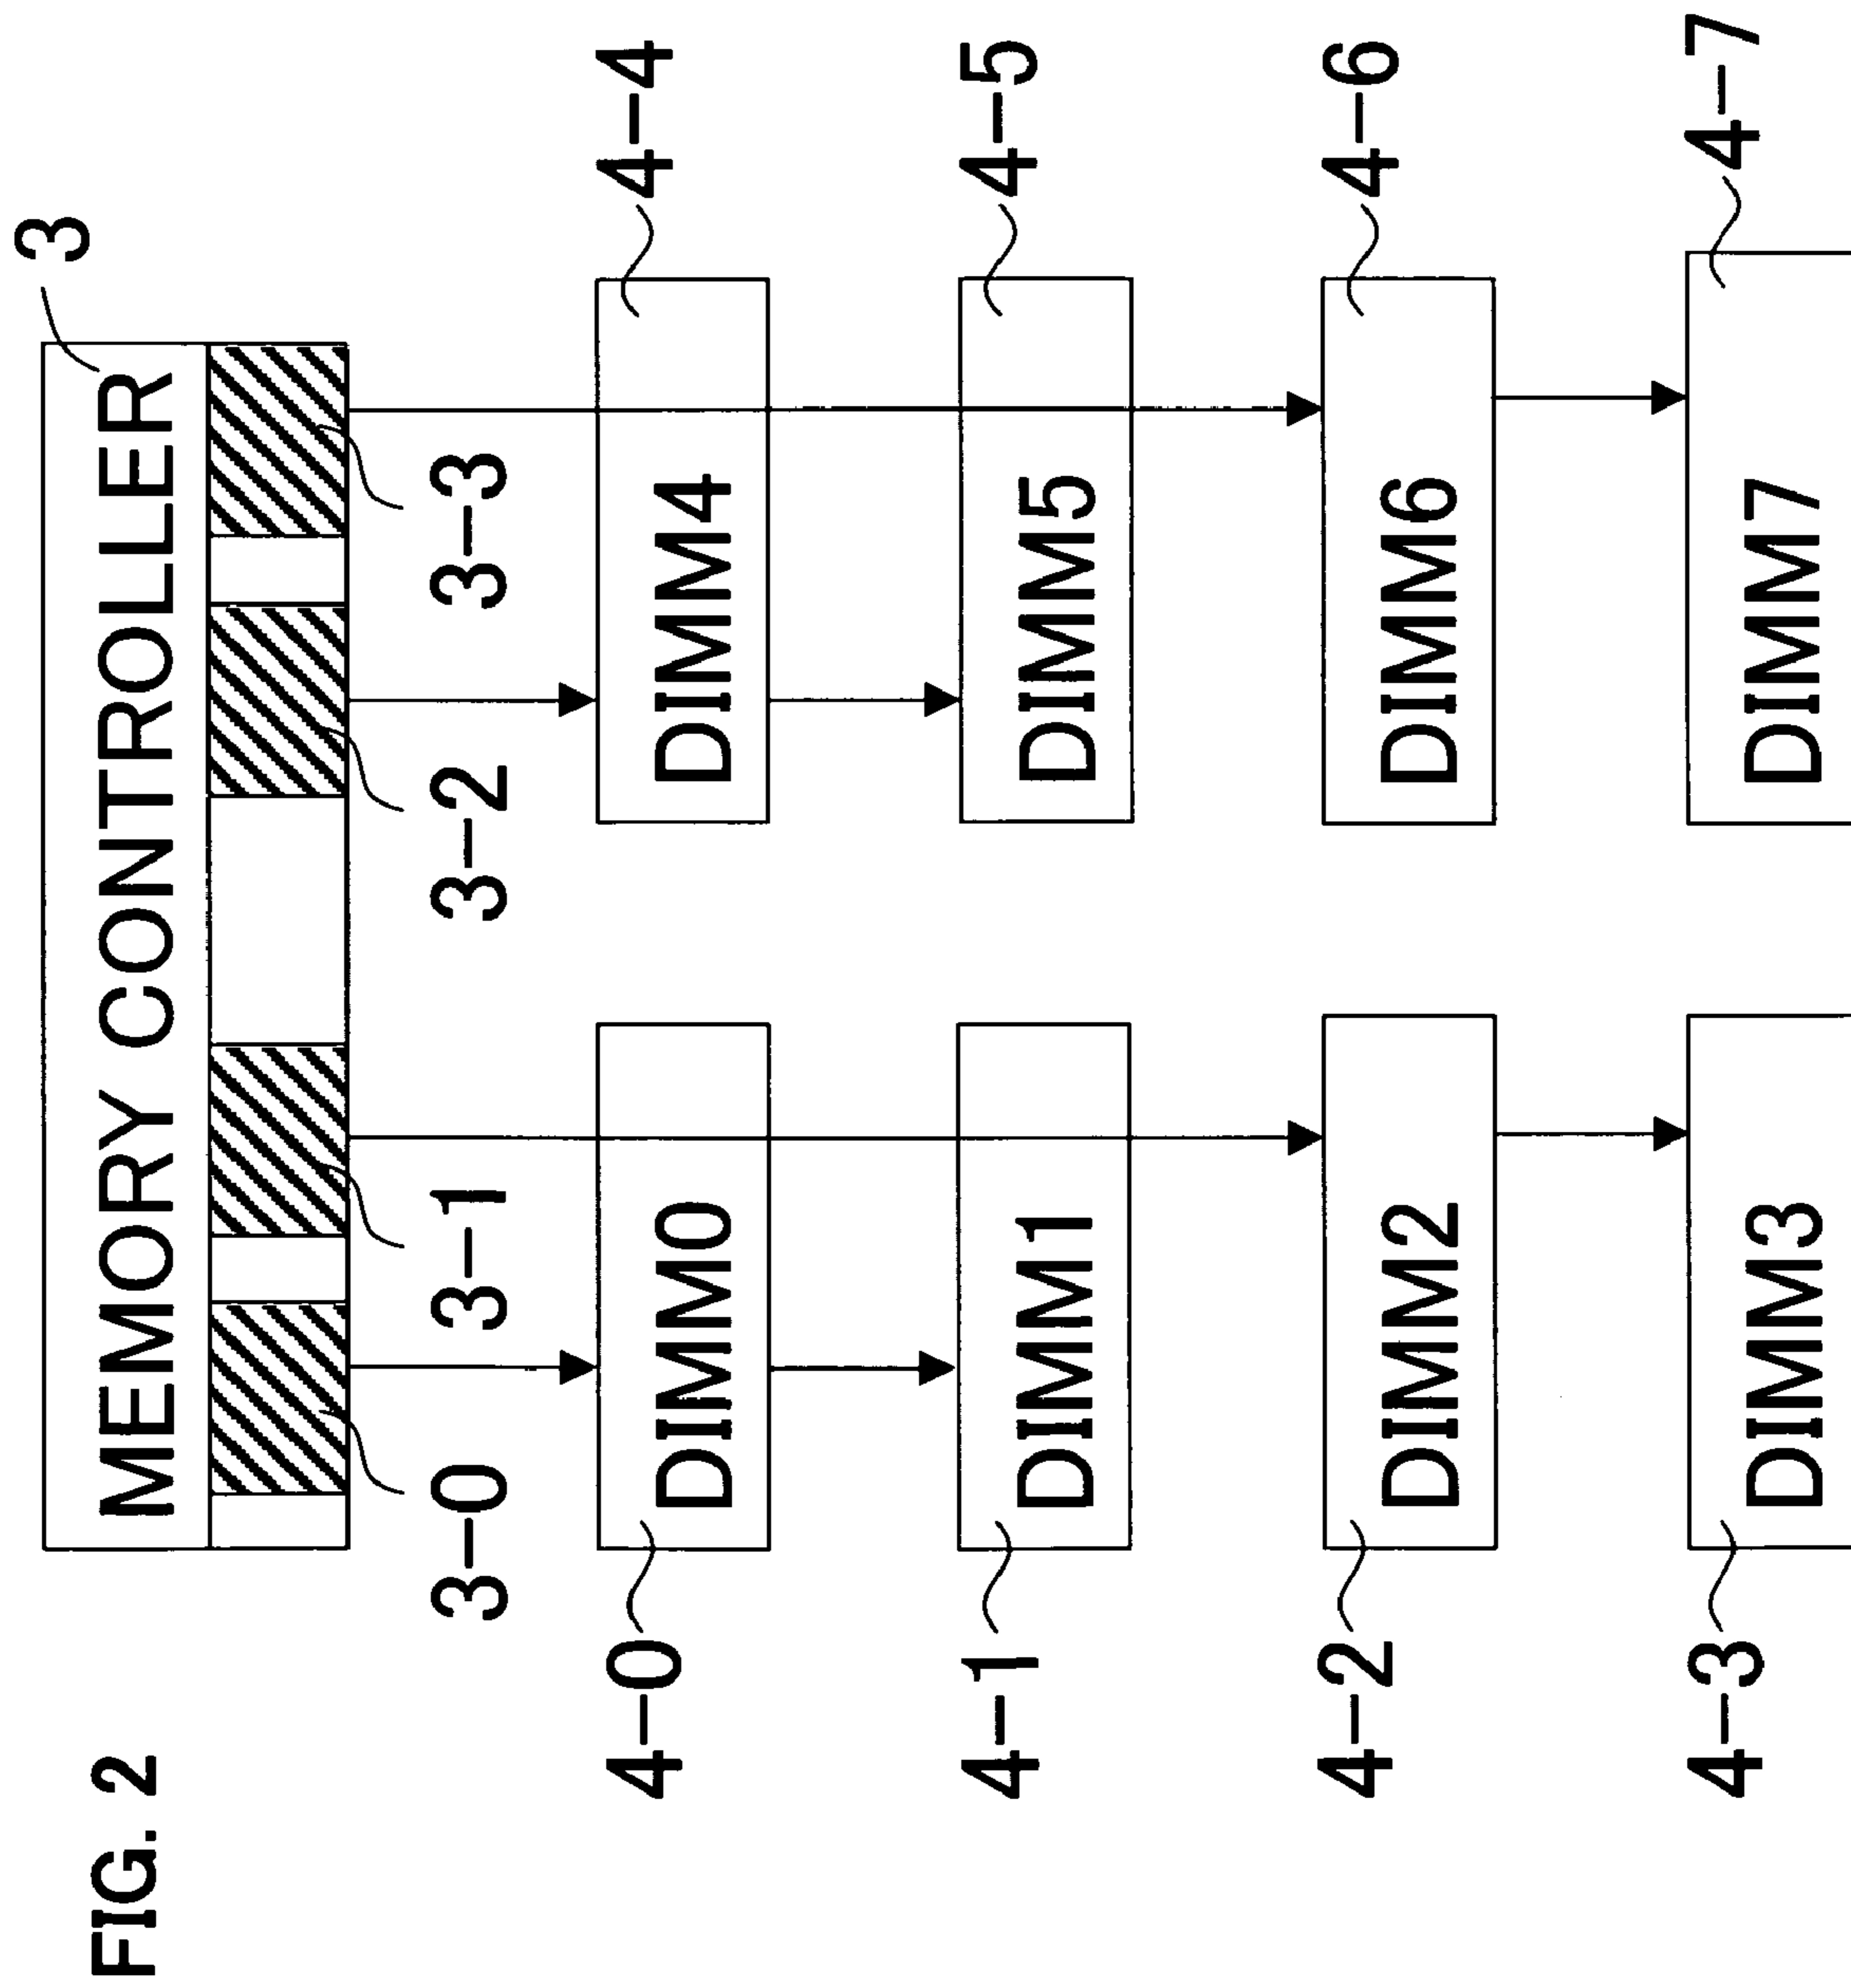 FIG. 2
3
MEMORY CONTROLLER
3-0
3-1
3-2
3-3
4-0
DIMM0
DIMM4
4-4
4-1
DIMM1
DIMM5
4-5
4-2
DIMM2
DIMM6
4-6
4-3
DIMM3
DIMM7
4-7